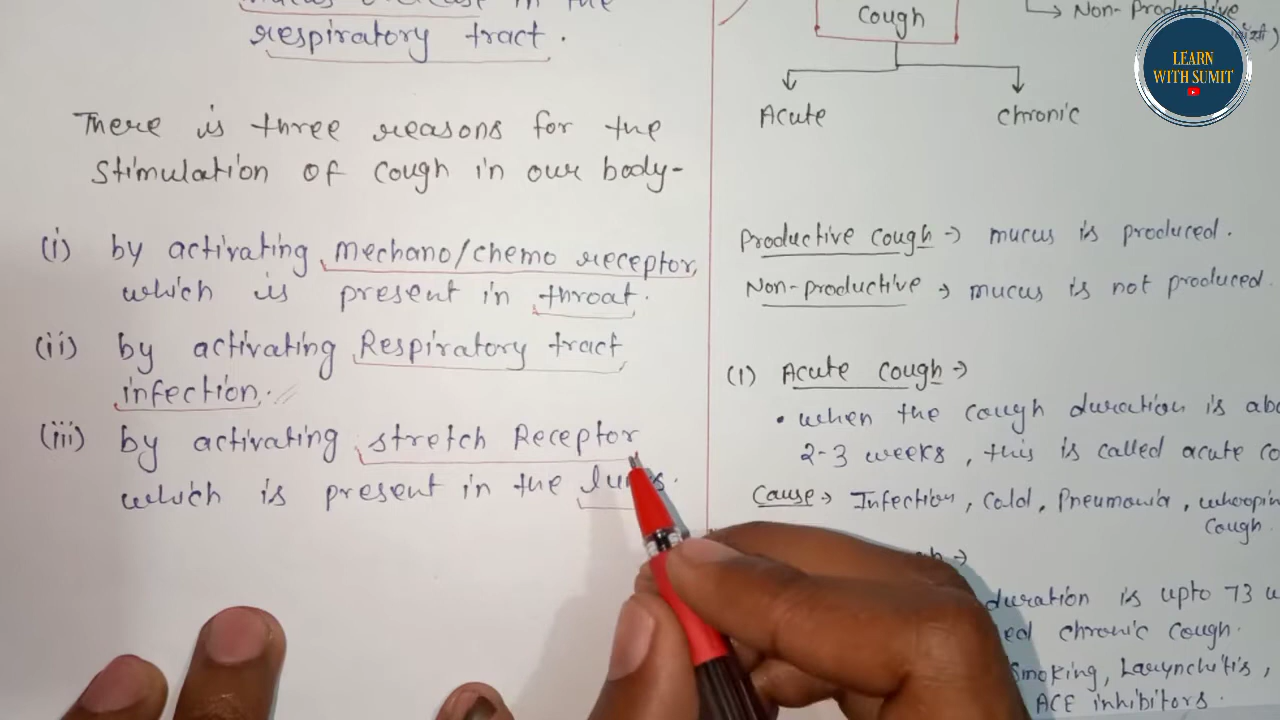 respiratory tract.
There is three reasons for the
stimulation of cough in our body-
(i) by activating mechano/chemo receptor,
which is present in throat.
(ii) by activating Respiratory tract
infection.
(iii) by activating stretch Receptor
which is present in the
Cough
Non-Productive
Acute
chronic
Productive cough → mucus is produced.
Non-productive → mucus is not produced.
(1) Acute cough →
• when the cough duration is
2-3 weeks, this is called acute
Cause → Infection, Cold, Pneumonia,
Cough.
duration is upto 73
chronic cough.
smoking, Larynchitis,
ACE inhibitors.
LEARN
WITH SUMIT